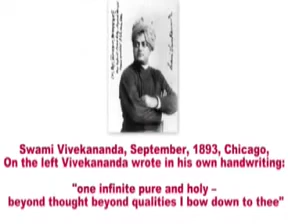 Swami Vivekananda, September, 1893, Chicago,
On the left Vivekananda wrote in his own handwriting:
"one infinite pure and holy –
beyond thought beyond qualities I bow down to thee"